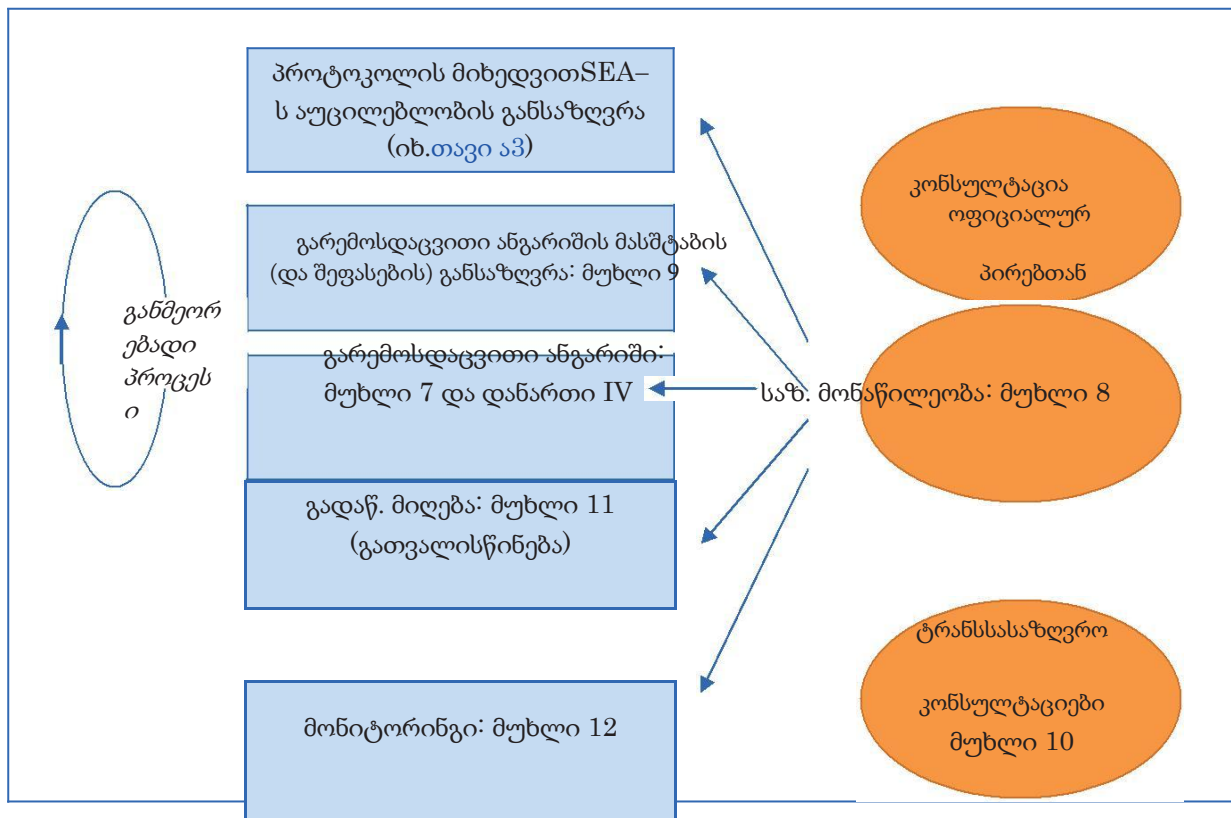 პროტოკოლის მიხედვითSEA–
ს აუცილებლობის განსაზღვრა
(იხ.თავი ა3)
გარემოსდაცვითი ანგარიშის მასშტაბის
(და შეფასების) განსაზღვრა: მუხლი 9
გარემოსდაცვითი ანგარიში:
მუხლი 7 და დანართი IV
გადაწ. მიღება: მუხლი 11
(გათვალისწინება)
მონიტორინგი: მუხლი 12
განმეორ
ებადი
პროცეს
ი
კონსულტაცია
ოფიციალურ
პირებთან
საზ. მონაწილეობა: მუხლი 8
ტრანსსასაზღვრო
კონსულტაციები
მუხლი 10